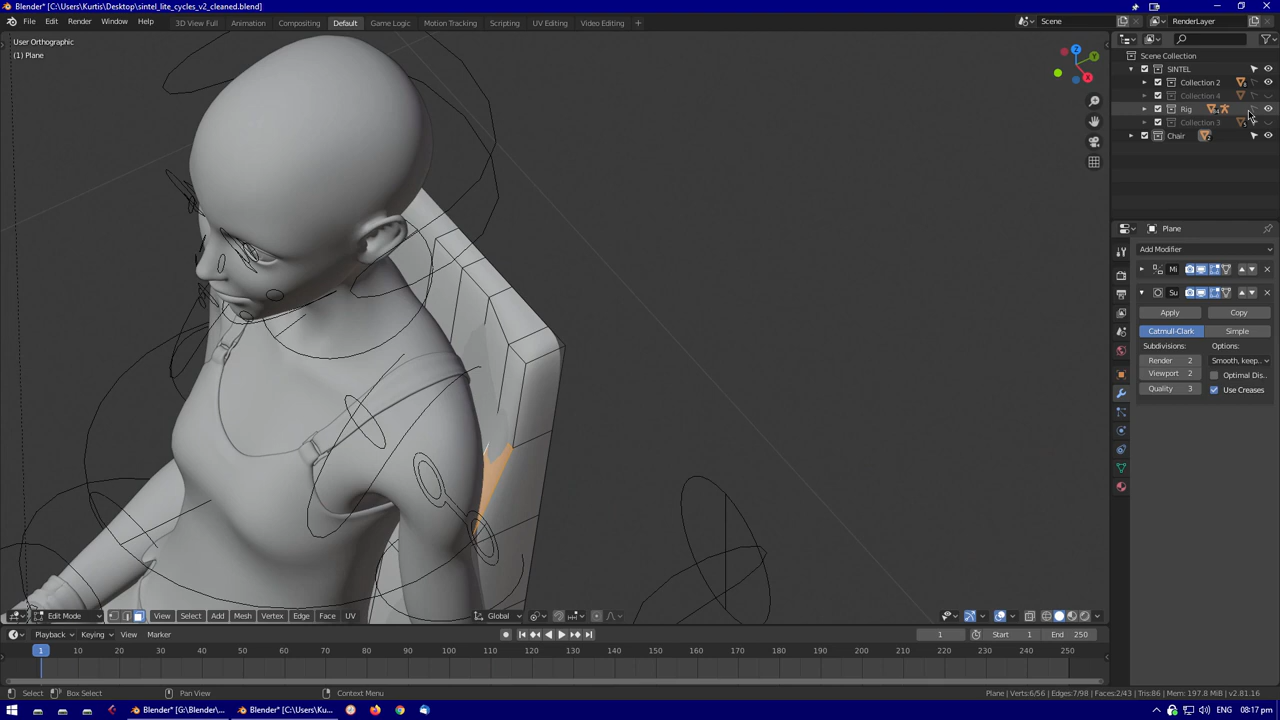 Blender* [C:\Users\Kurtis\Desktop\sintel_lite_cycles_v2_cleaned.blend]
File Edit Render Window Help 3D View Full Animation Compositing Default Game Logic Motion Tracking Scripting UV Editing Video Editing + Scene RenderLayer
User Orthographic
(1) Plane
Z
Y
X
Scene Collection
SINTEL
Collection 2
Collection 4
Rig
Collection 3
Chair
Plane
Add Modifier
Mi
Su
Apply Copy
Catmull-Clark Simple
Subdivisions: Options:
Render 2 Smooth, keep..
Viewport 2 Optimal Dis..
Quality 3 Use Creases
Edit Mode View Select Add Mesh Vertex Edge Face UV Global
Playback Keying View Marker 1 Start 1 End 250
1 10 20 30 40 50 60 70 80 90 100 110 120 130 140 150 160 170 180 190 200 210 220 230 240 250
Select Box Select Pan View Context Menu Plane | Verts:6/56 | Edges:7/98 | Faces:2/43 | Tris:86 | Mem: 197.8 MiB | v2.81.16
Blender* [G:\Blender\... Blender* [C:\Users\Ku... ENG 08:17 pm